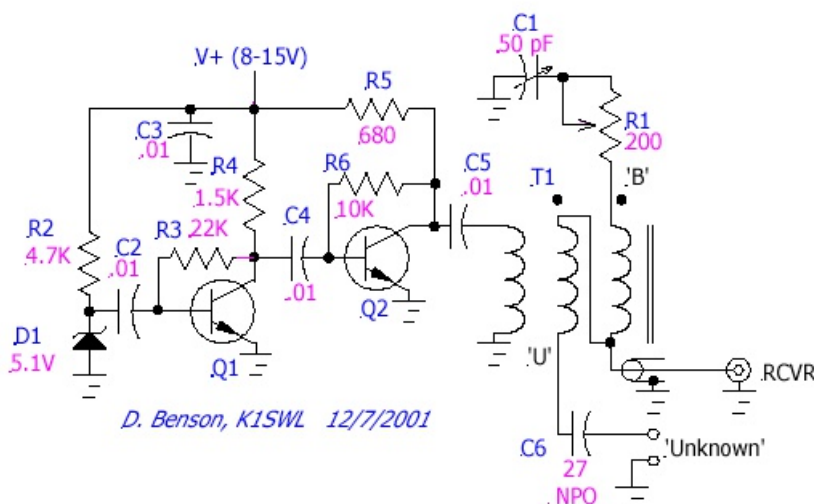 C1
.50 pF
V+ (8-15V)
R5
.680
C3
.01
R4
1.5K
R6
.10K
C5
.01
R1
.200
T1
'B'
R2
4.7K
C2
.01
R3
.22K
C4
.01
Q2
D1
5.1V
Q1
'U'
RCVR
D. Benson, K1SWL 12/7/2001
C6
27
NPO
'Unknown'